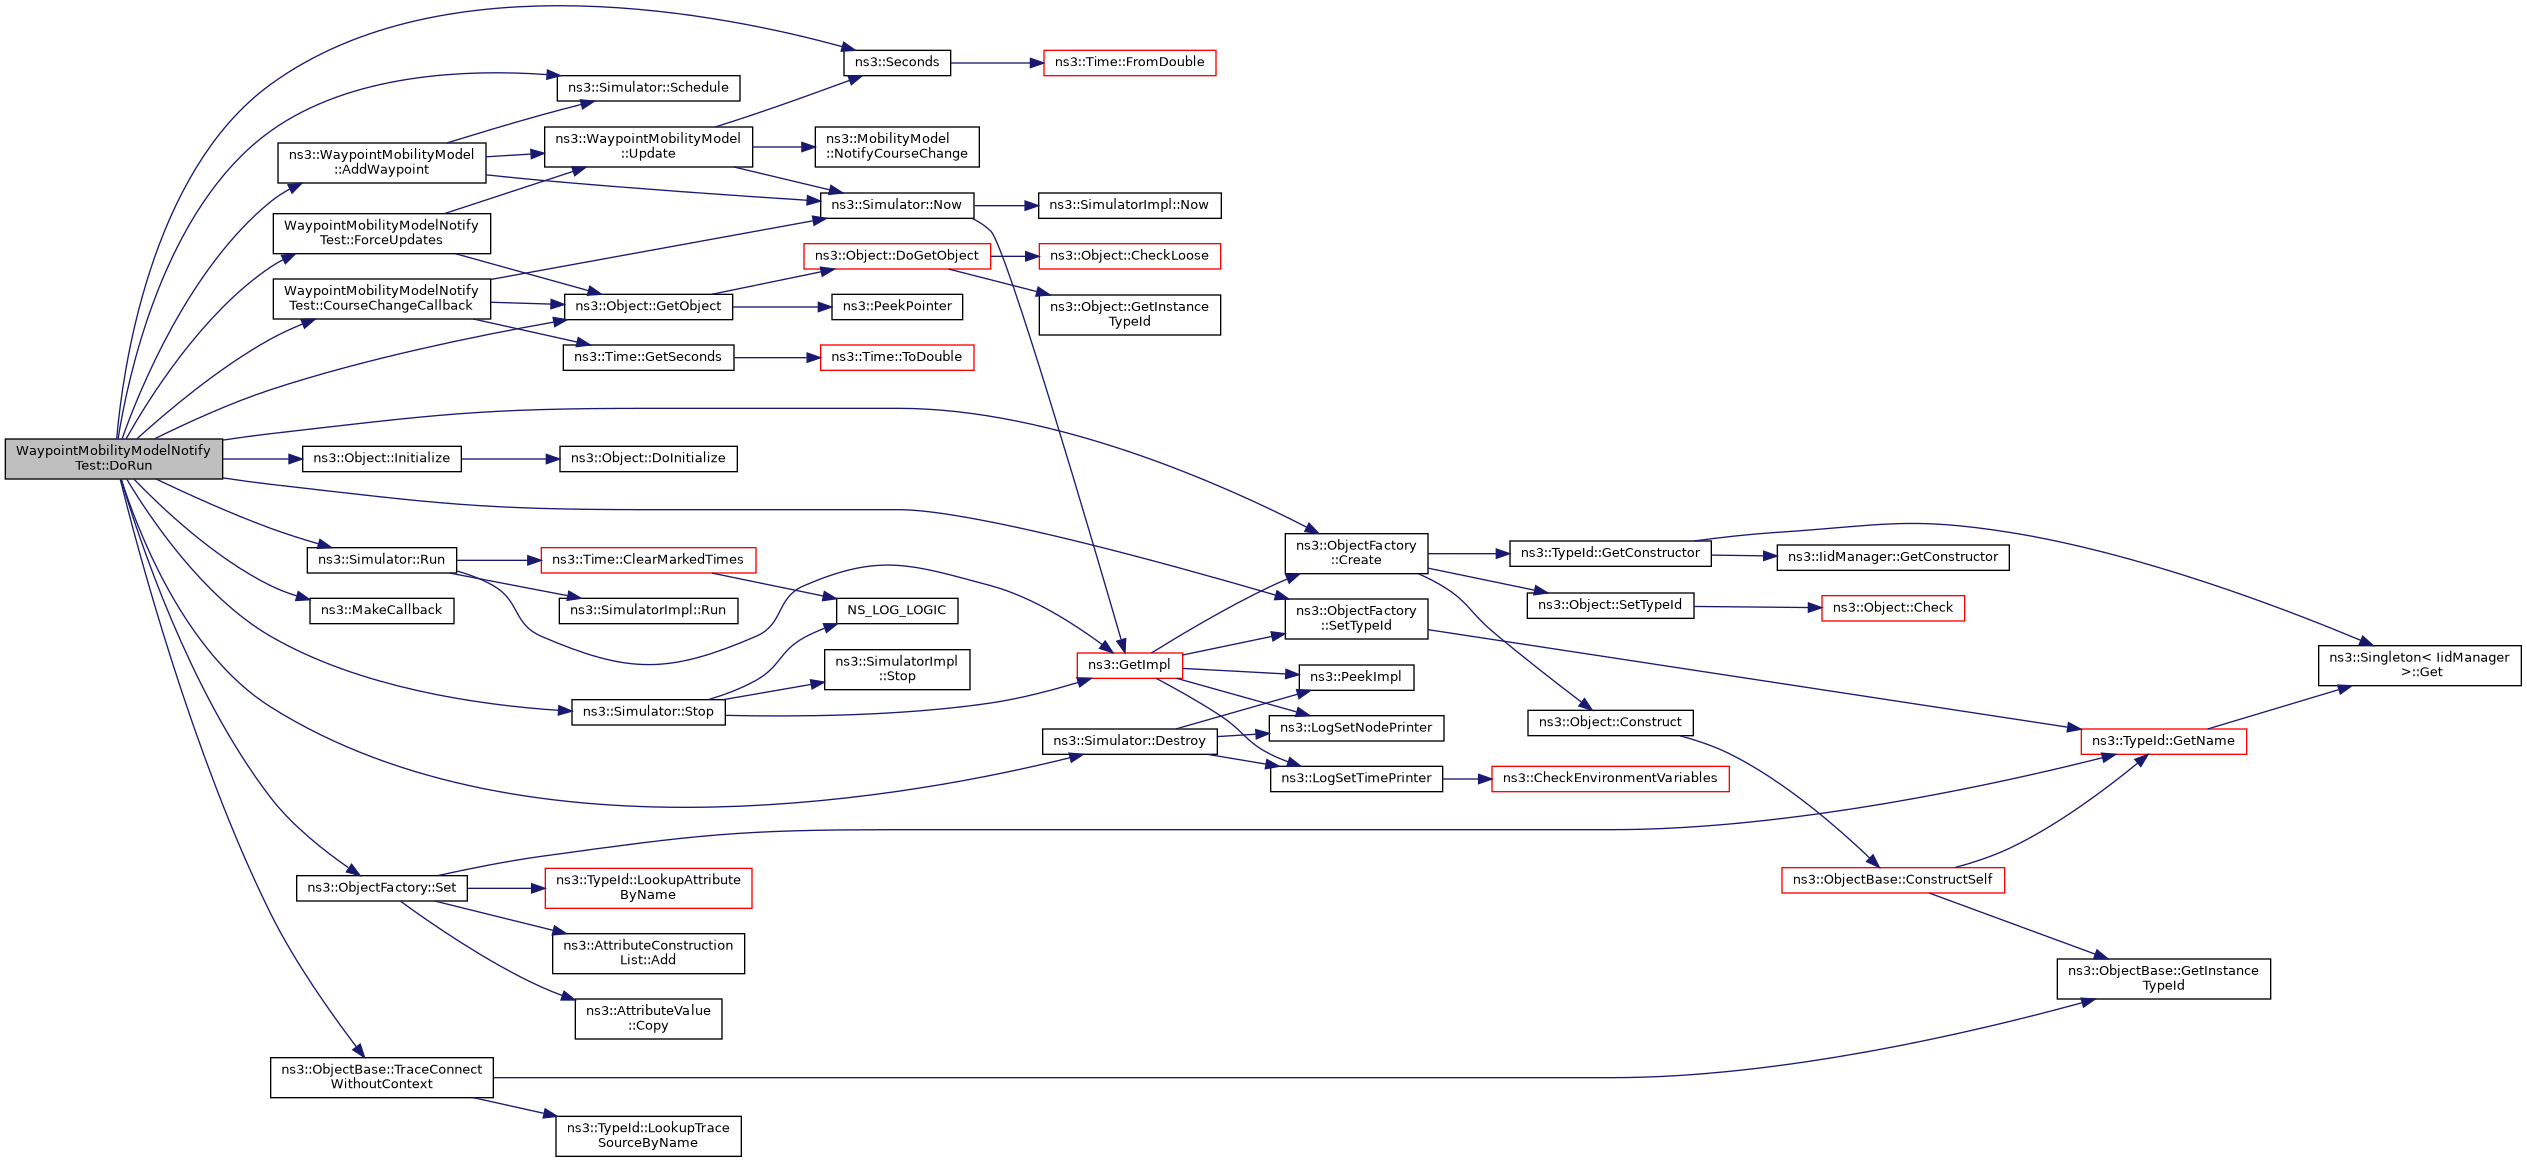 WaypointMobilityModelNotify
Test::DoRun
ns3::Seconds
ns3::Time::FromDouble
ns3::Simulator::Schedule
ns3::WaypointMobilityModel
::AddWaypoint
ns3::WaypointMobilityModel
::Update
ns3::MobilityModel
::NotifyCourseChange
ns3::Simulator::Now
ns3::SimulatorImpl::Now
WaypointMobilityModelNotify
Test::ForceUpdates
WaypointMobilityModelNotify
Test::CourseChangeCallback
ns3::Object::GetObject
ns3::Object::DoGetObject
ns3::Object::CheckLoose
ns3::Object::GetInstance
TypeId
ns3::PeekPointer
ns3::Time::GetSeconds
ns3::Time::ToDouble
ns3::Object::Initialize
ns3::Object::DoInitialize
ns3::Simulator::Run
ns3::Time::ClearMarkedTimes
ns3::SimulatorImpl::Run
NS_LOG_LOGIC
ns3::MakeCallback
ns3::Simulator::Stop
ns3::SimulatorImpl
::Stop
ns3::GetImpl
ns3::Simulator::Destroy
ns3::ObjectFactory
::Create
ns3::ObjectFactory
::SetTypeId
ns3::PeekImpl
ns3::LogSetNodePrinter
ns3::LogSetTimePrinter
ns3::CheckEnvironmentVariables
ns3::TypeId::GetConstructor
ns3::IidManager::GetConstructor
ns3::Object::SetTypeId
ns3::Object::Check
ns3::Object::Construct
ns3::Singleton< IidManager
>::Get
ns3::TypeId::GetName
ns3::ObjectBase::ConstructSelf
ns3::ObjectBase::GetInstance
TypeId
ns3::ObjectFactory::Set
ns3::TypeId::LookupAttribute
ByName
ns3::AttributeConstruction
List::Add
ns3::AttributeValue
::Copy
ns3::ObjectBase::TraceConnect
WithoutContext
ns3::TypeId::LookupTrace
SourceByName